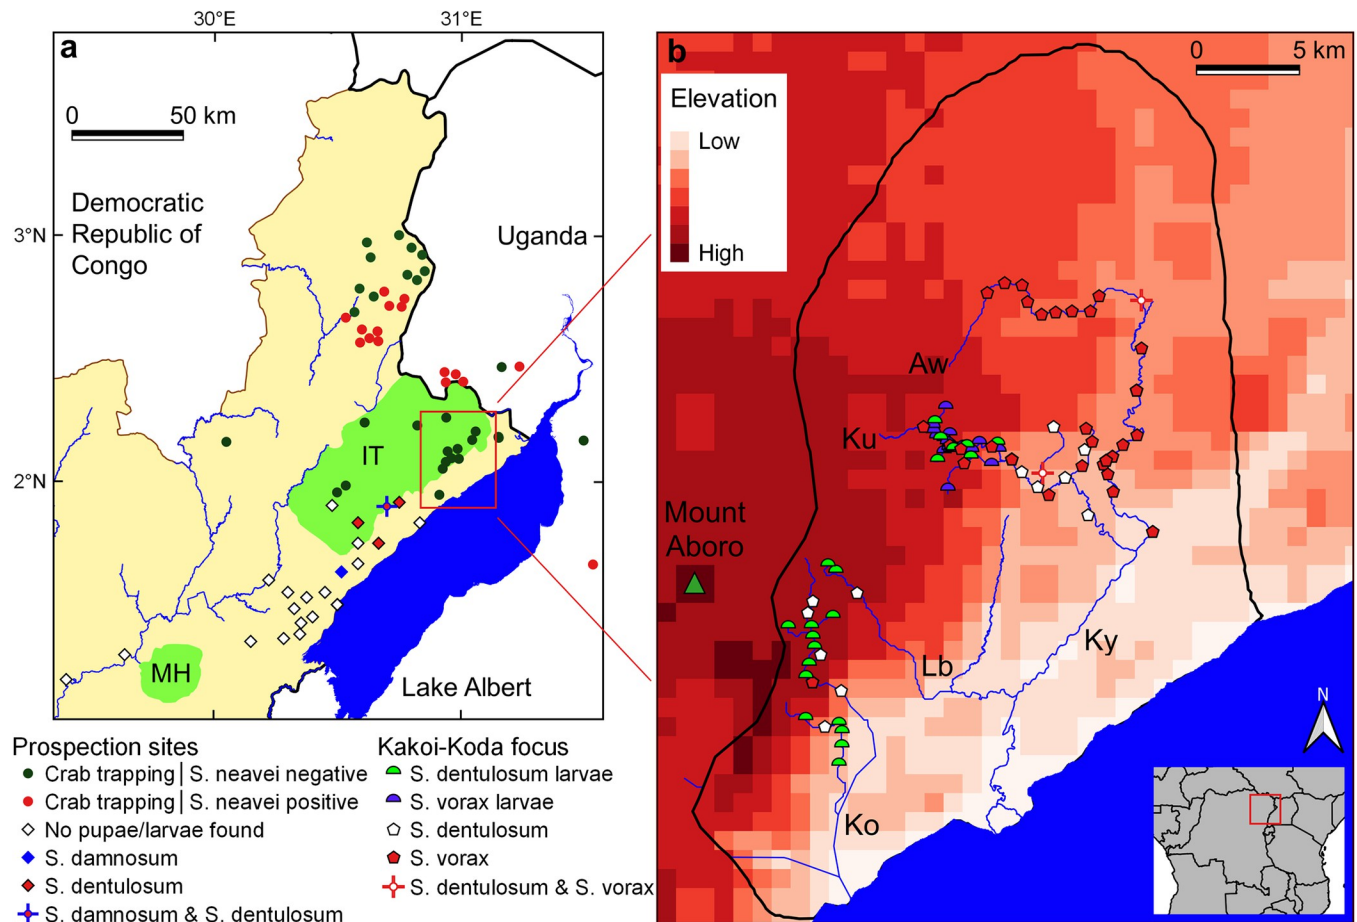 30°E 31°E
a
0 50 km
Democratic
Republic of
Congo
3°N
Uganda
IT
2°N
MH
Lake Albert
b
0 5 km
Elevation
Low
High
Aw
Ku
Mount
Aboro
Lb
Ky
Ko
N
Prospection sites
Crab trapping | S. neavei negative
Crab trapping | S. neavei positive
No pupae/larvae found
S. damnosum
S. dentulosum
S. damnosum & S. dentulosum
Kakoi-Koda focus
S. dentulosum larvae
S. vorax larvae
S. dentulosum
S. vorax
S. dentulosum & S. vorax